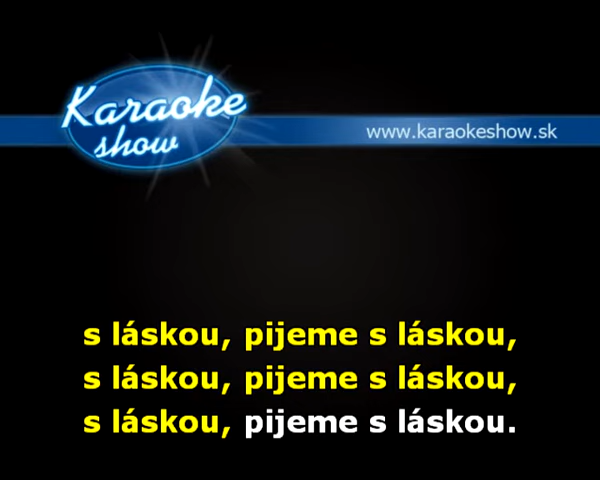 Karaoke
show
www.karaokeshow.sk
s láskou, pijeme s láskou,
s láskou, pijeme s láskou,
s láskou, pijeme s láskou.